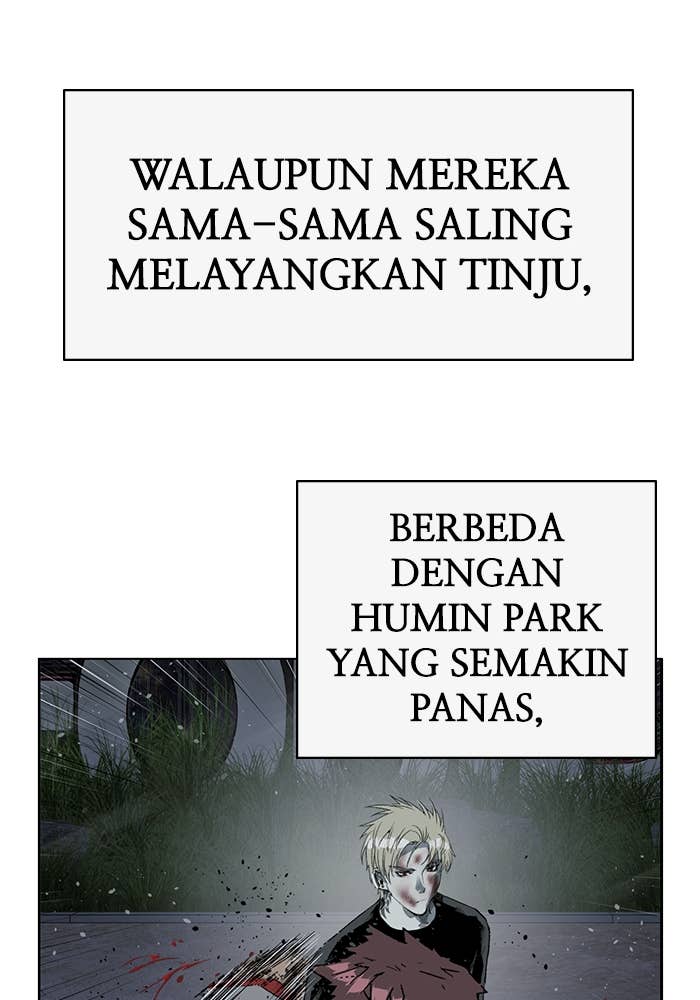 WALAUPUN MEREKA
SAMA-SAMA SALING
MELAYANGKAN TINJU,
BERBEDA
DENGAN
HUMIN PARK
YANG SEMAKIN
PANAS,